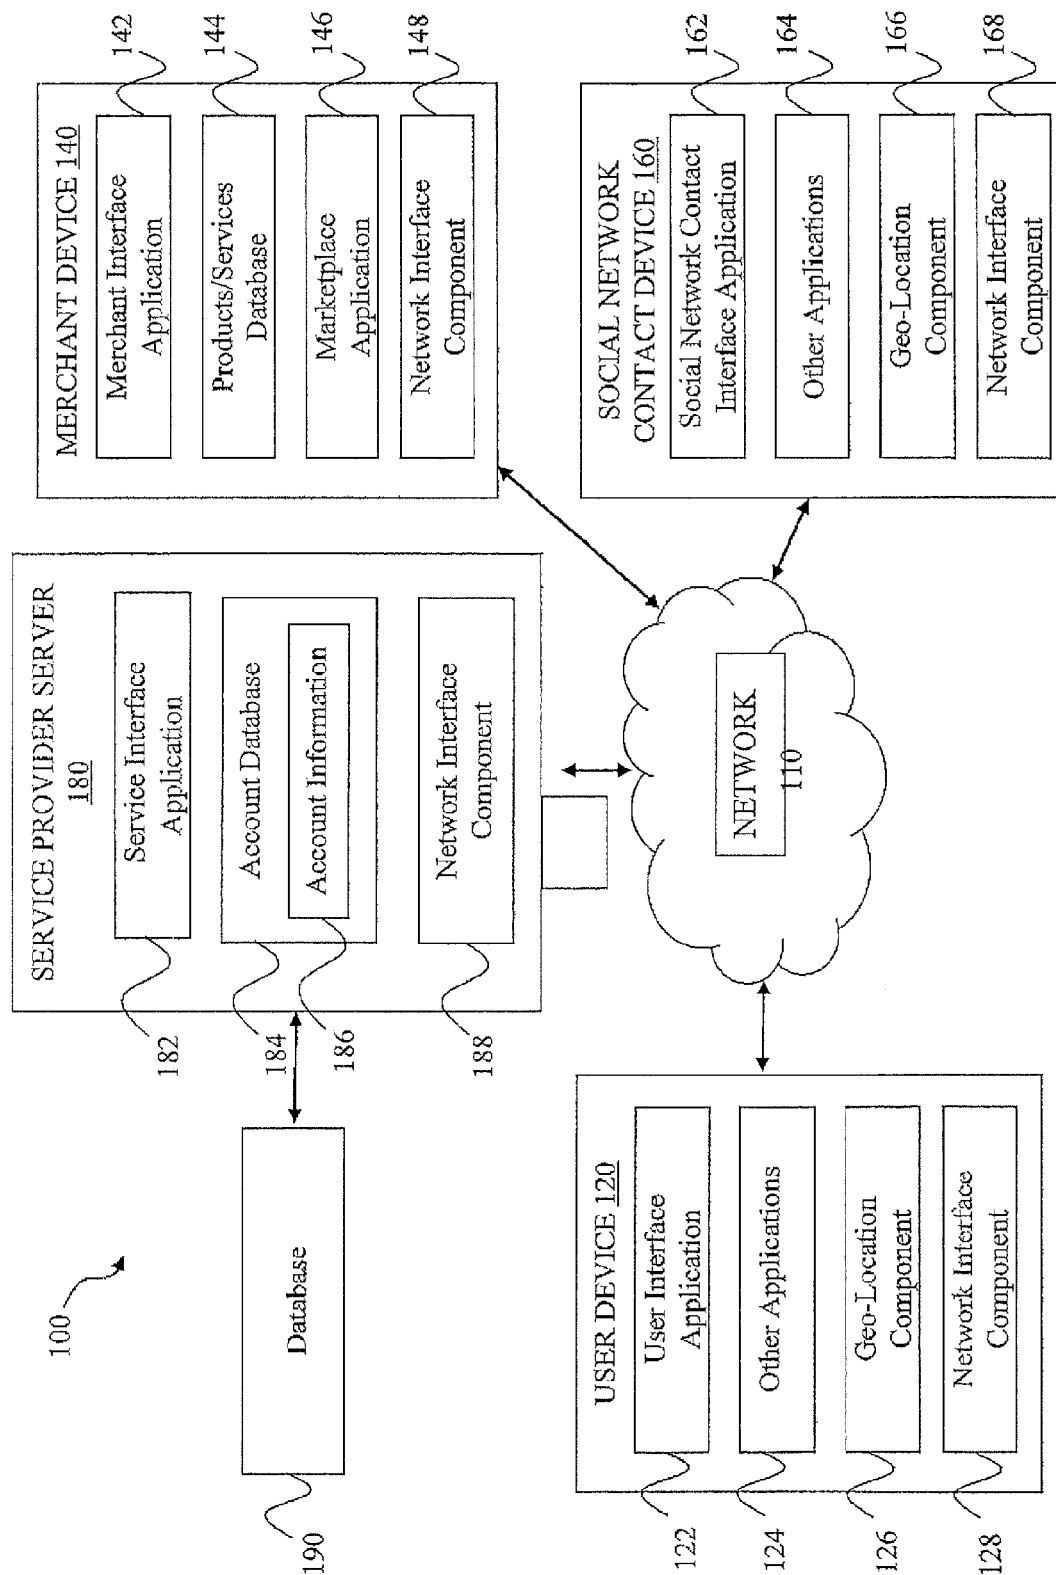 100
190
Database
SERVICE PROVIDER SERVER
180
182
Service Interface
Application
184
Account Database
186
Account Information
188
Network Interface
Component
MERCHANT DEVICE 140
Merchant Interface
Application
142
Products/Services
Database
144
Marketplace
Application
146
Network Interface
Component
148
USER DEVICE 120
122
User Interface
Application
124
Other Applications
126
Geo-Location
Component
128
Network Interface
Component
NETWORK
110
SOCIAL NETWORK
CONTACT DEVICE 160
Social Network Contact
Interface Application
162
Other Applications
164
Geo-Location
Component
166
Network Interface
Component
168